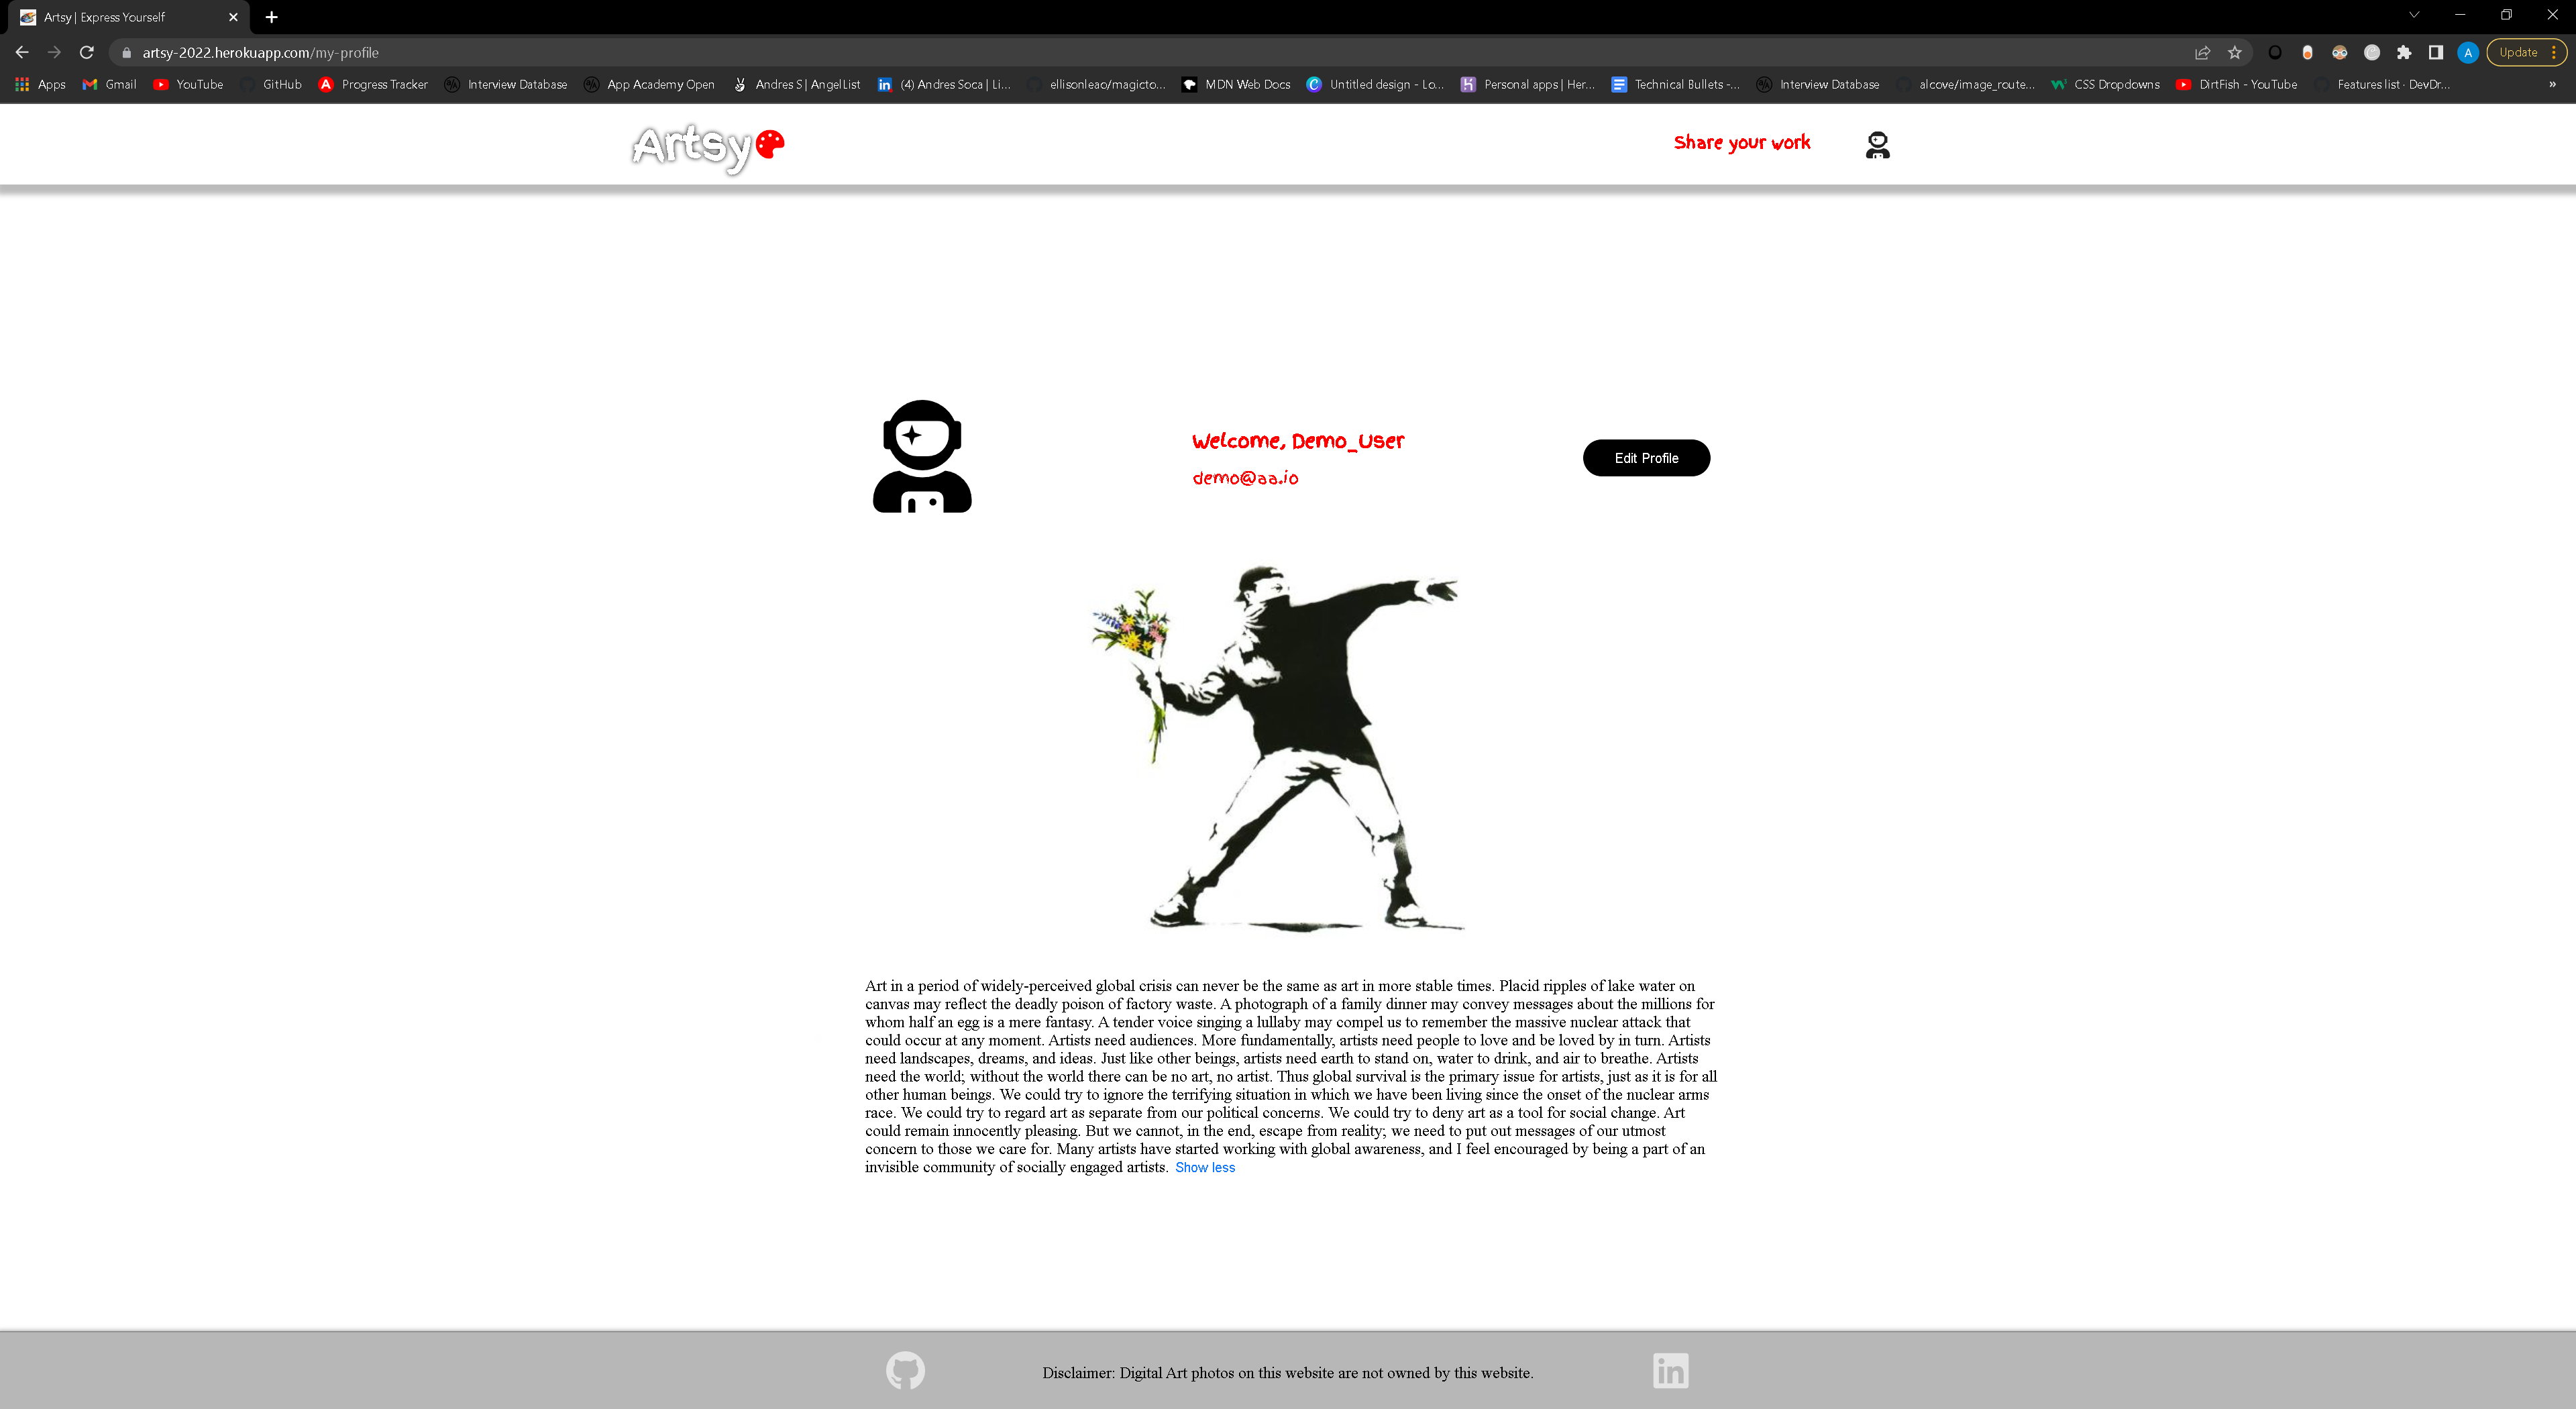 Artsy | Express Yourself
artsy-2022.herokuapp.com/my-profile
Update
A
Apps
Gmail
YouTube
GitHub
Progress Tracker
Interview Database
App Academy Open
Andres S | AngelList
(4) Andres Soca | Li...
ellisonleao/magicto...
MDN Web Docs
Untitled design - Lo...
Personal apps | Her...
Technical Bullets -...
Interview Database
alcove/image_route...
CSS Dropdowns
DirtFish - YouTube
Features list · DevDr...
»
Artsy
Share your work
Welcome, Demo_User
demo@aa.io
Edit Profile
Art in a period of widely-perceived global crisis can never be the same as art in more stable times. Placid ripples of lake water on
canvas may reflect the deadly poison of factory waste. A photograph of a family dinner may convey messages about the millions for
whom half an egg is a mere fantasy. A tender voice singing a lullaby may compel us to remember the massive nuclear attack that
could occur at any moment. Artists need audiences. More fundamentally, artists need people to love and be loved by in turn. Artists
need landscapes, dreams, and ideas. Just like other beings, artists need earth to stand on, water to drink, and air to breathe. Artists
need the world; without the world there can be no art, no artist. Thus global survival is the primary issue for artists, just as it is for all
other human beings. We could try to ignore the terrifying situation in which we have been living since the onset of the nuclear arms
race. We could try to regard art as separate from our political concerns. We could try to deny art as a tool for social change. Art
could remain innocently pleasing. But we cannot, in the end, escape from reality; we need to put out messages of our utmost
concern to those we care for. Many artists have started working with global awareness, and I feel encouraged by being a part of an
invisible community of socially engaged artists. Show less
Disclaimer: Digital Art photos on this website are not owned by this website.